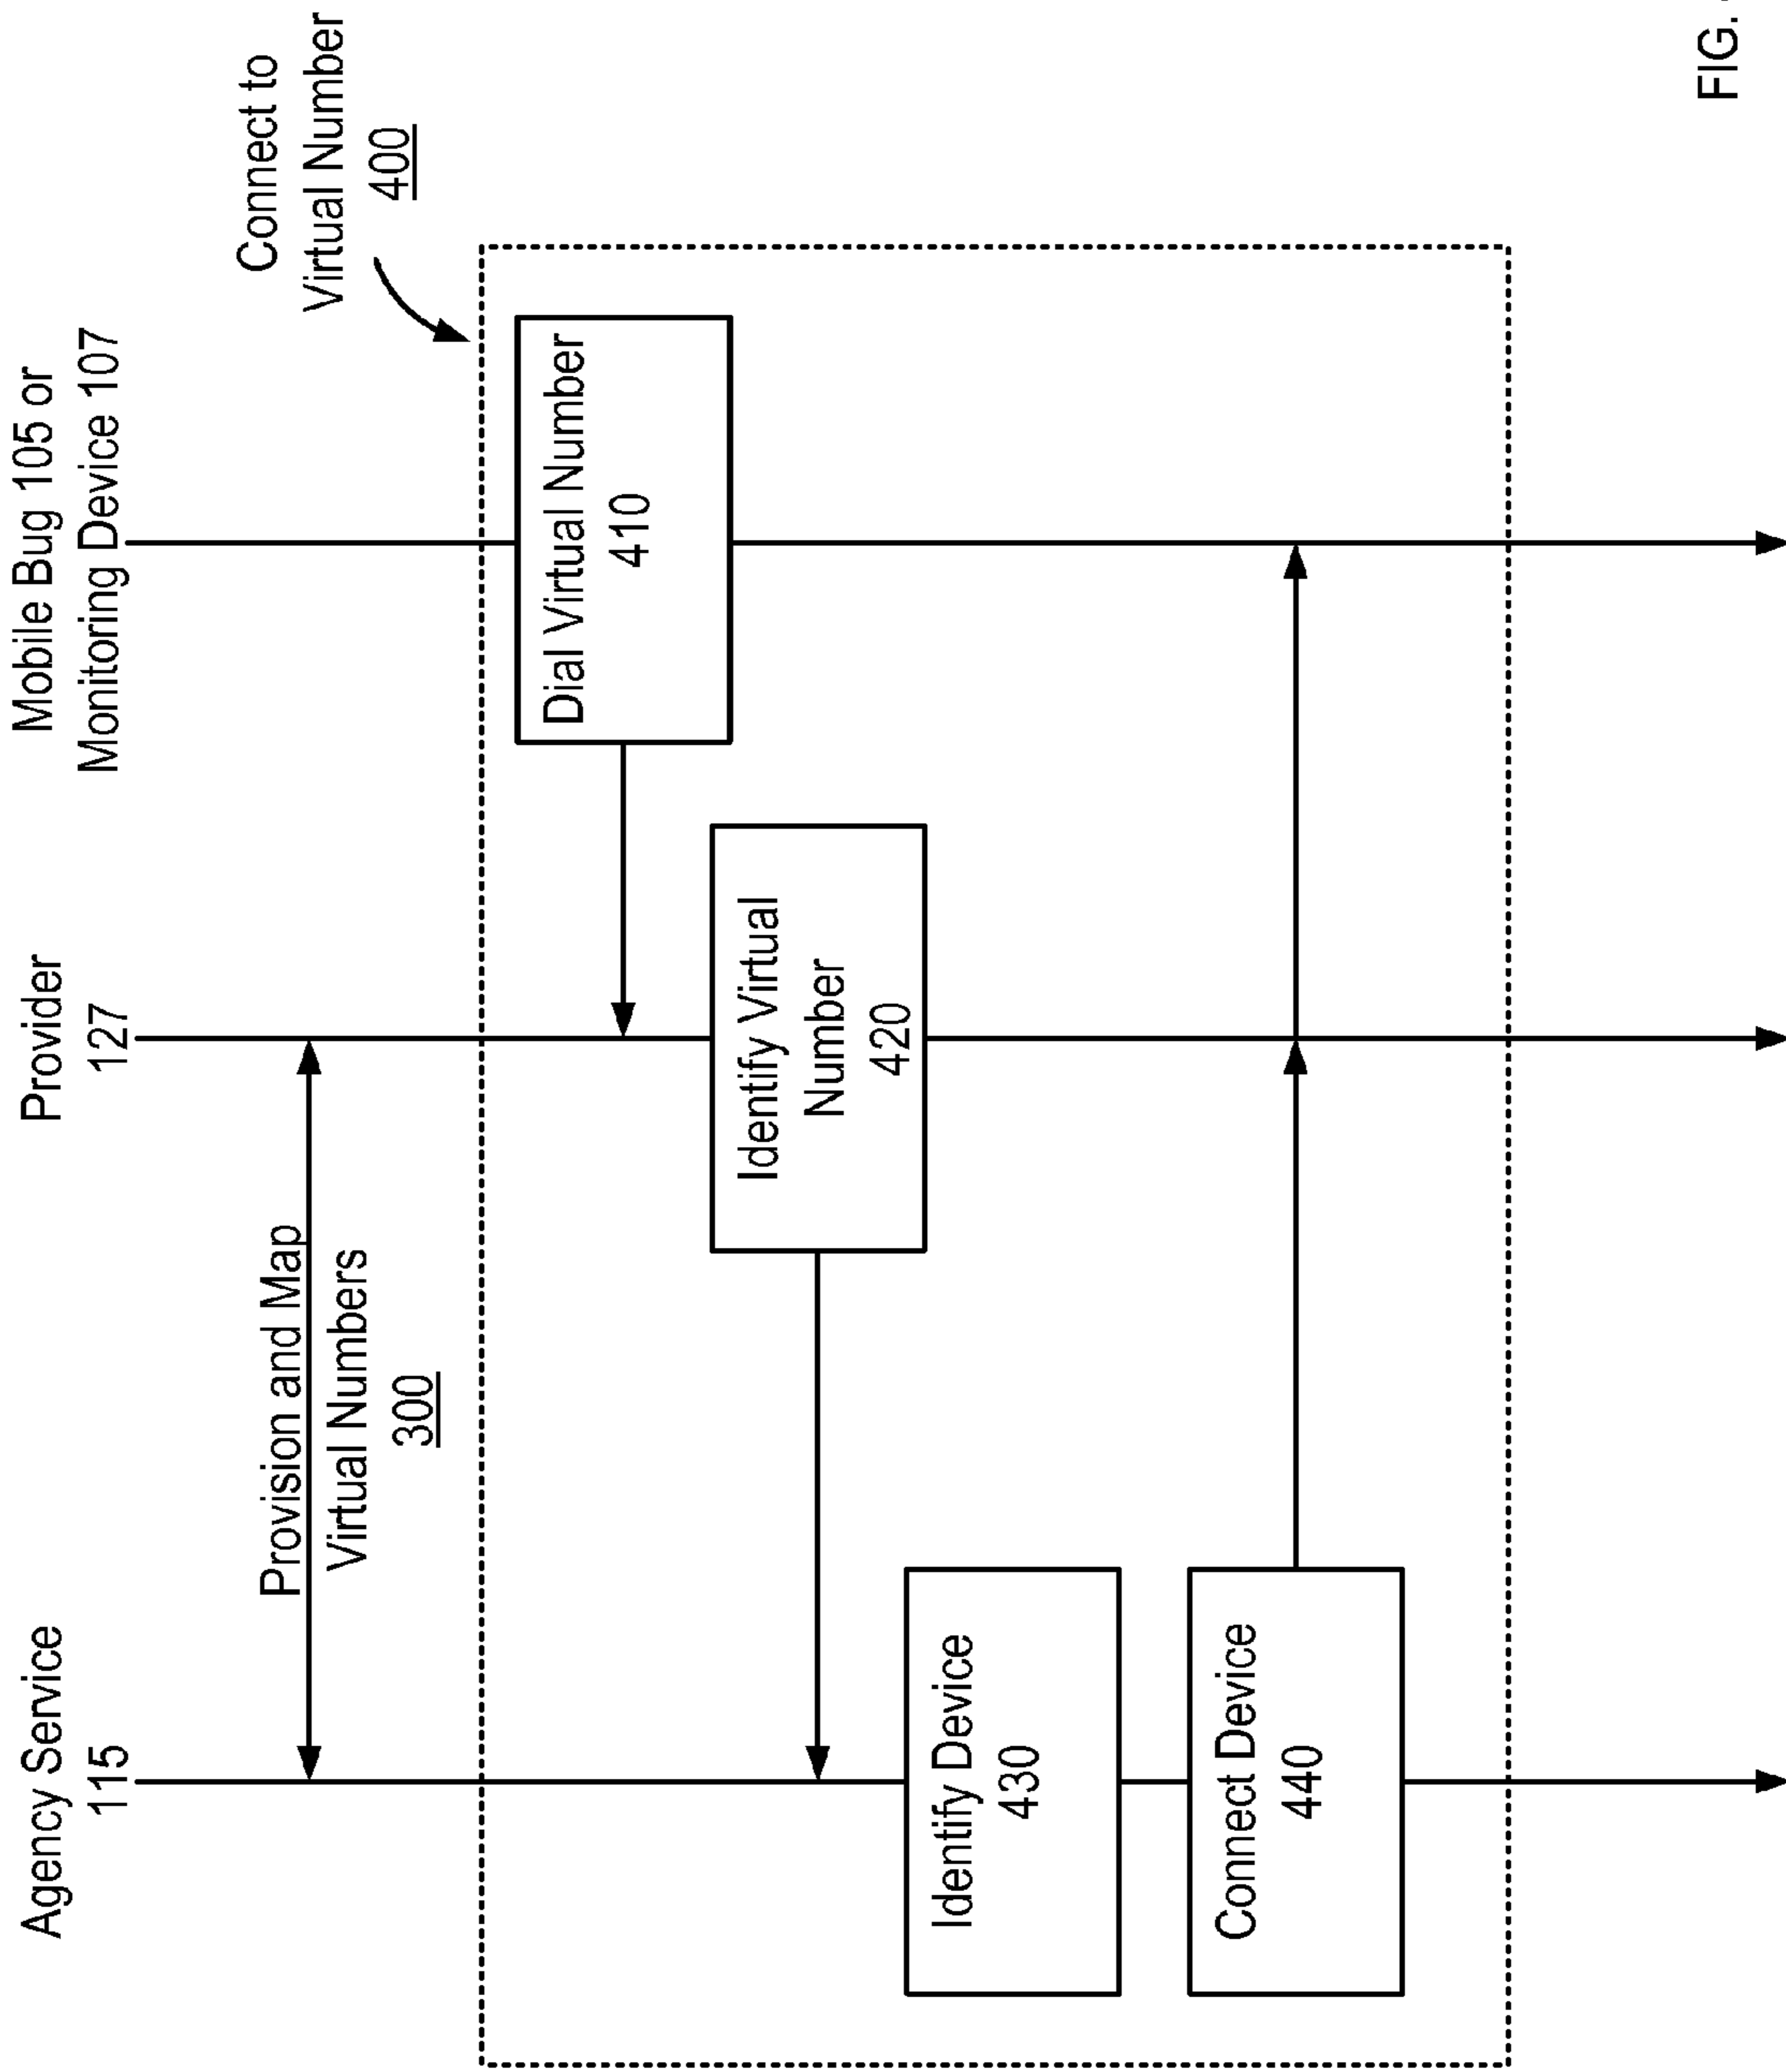 Agency Service
115
Provider
127
Mobile Bug 105 or
Monitoring Device 107
Provision and Map
Virtual Numbers
300
Connect to
Virtual Number
400
Dial Virtual Number
410
Identify Virtual
Number
420
Identify Device
430
Connect Device
440
FIG.